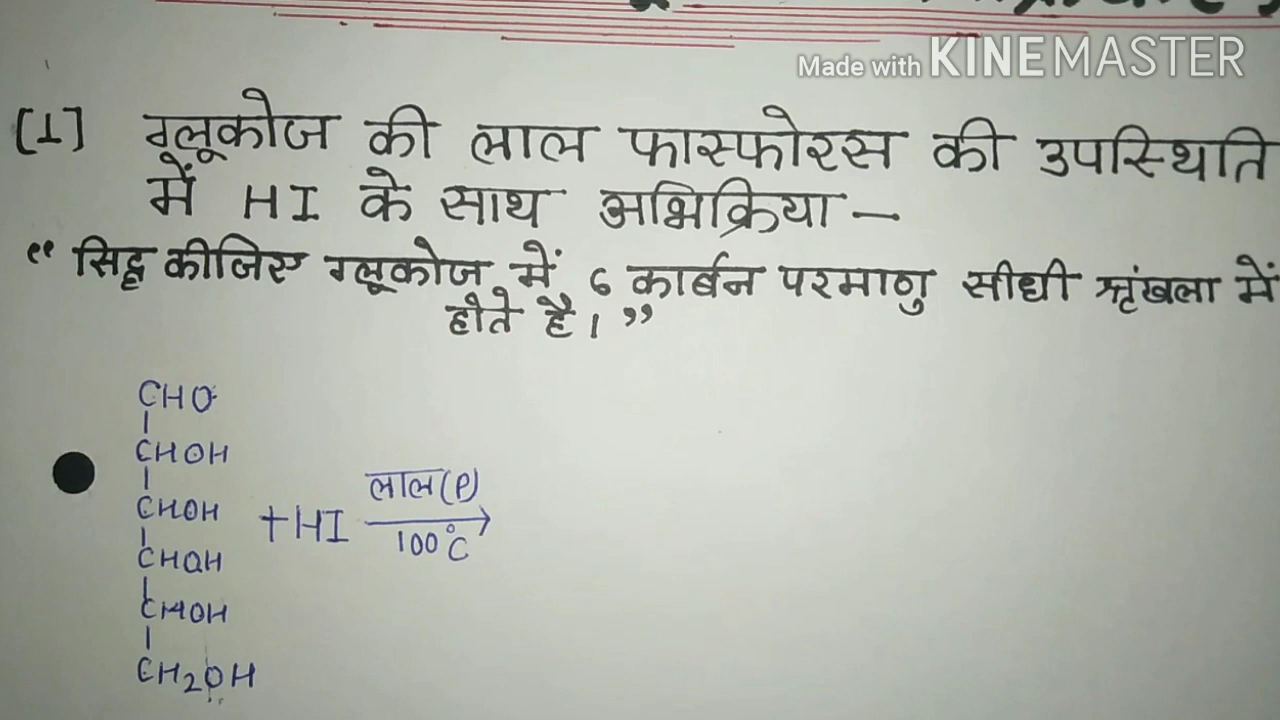 Made with KINEMASTER
[1] ग्लूकोज की लाल फास्फोरस की उपस्थिति
में HI के साथ अभिक्रिया —
“ सिद्ध कीजिए ग्लूकोज में 6 कार्बन परमाणु सीधी श्रृंखला में
होते है। ”
CHO
CHOH
CHOH
CHOH
CHOH
CH2OH
+HI
लाल(P)
100°C